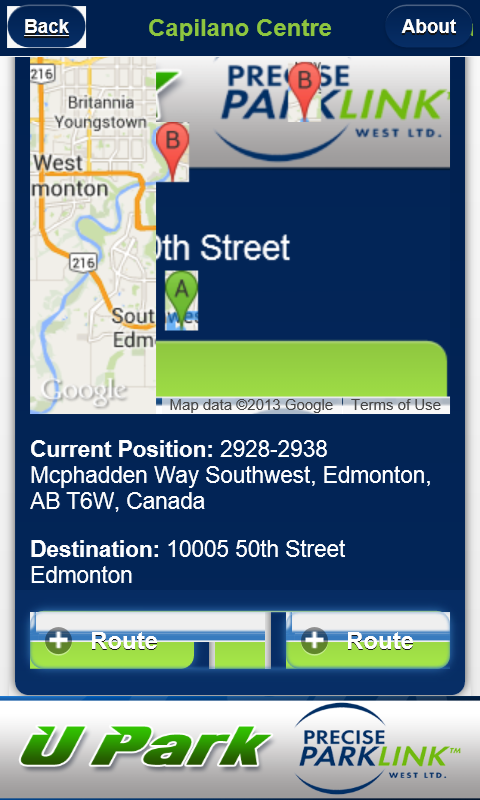 Back
Capilano Centre
About
216
Britannia
Youngstown
B
PRECISE
PARKLINK
WEST LTD.
B
West
monton
0th Street
216
A
South
Edm
Google
Map data ©2013 Google
Terms of Use
Current Position: 2928-2938
Mcphadden Way Southwest, Edmonton,
AB T6W, Canada
Destination: 10005 50th Street
Edmonton
Route
Route
U Park
PRECISE
PARKLINK™
WEST LTD.